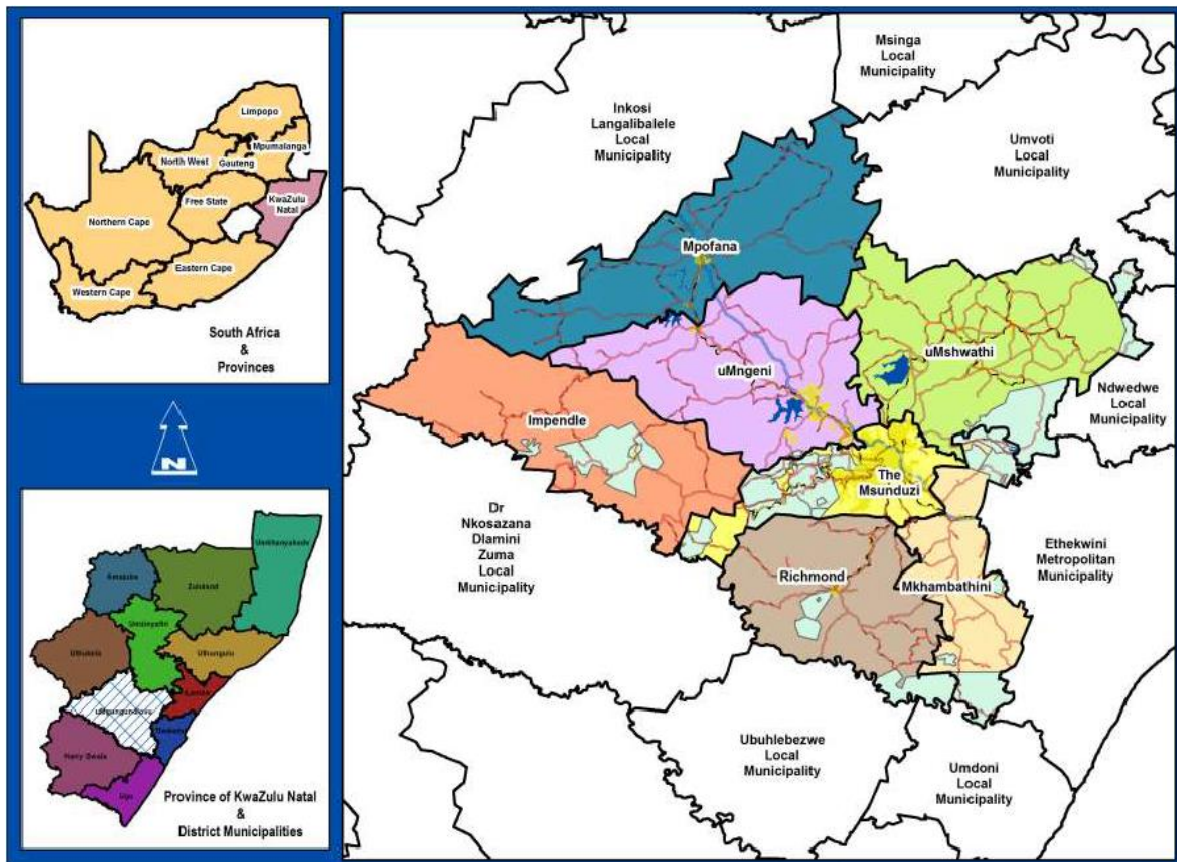 Limpopo
Mpumalanga
North West
Gauteng
Free State
KwaZulu
Natal
Northern Cape
Eastern Cape
Western Cape
South Africa
&
Provinces
N
Amajuba
Zululand
Umzinyathi
Uthukela
Uthungulu
Harry Gwala
Ugu
Province of KwaZulu Natal
&
District Municipalities
Msinga
Local
Municipality
Inkosi
Langalibalele
Local
Municipality
Umvoti
Local
Municipality
Mpofana
uMshwathi
uMngeni
Ndwedwe
Local
Municipality
Impendle
The
Msunduzi
Dr
Nkosazana
Dlamini
Zuma
Local
Municipality
Ethekwini
Metropolitan
Municipality
Richmond
Mkhambathini
Ubuhlebezwe
Local
Municipality
Umdoni
Local
Municipality